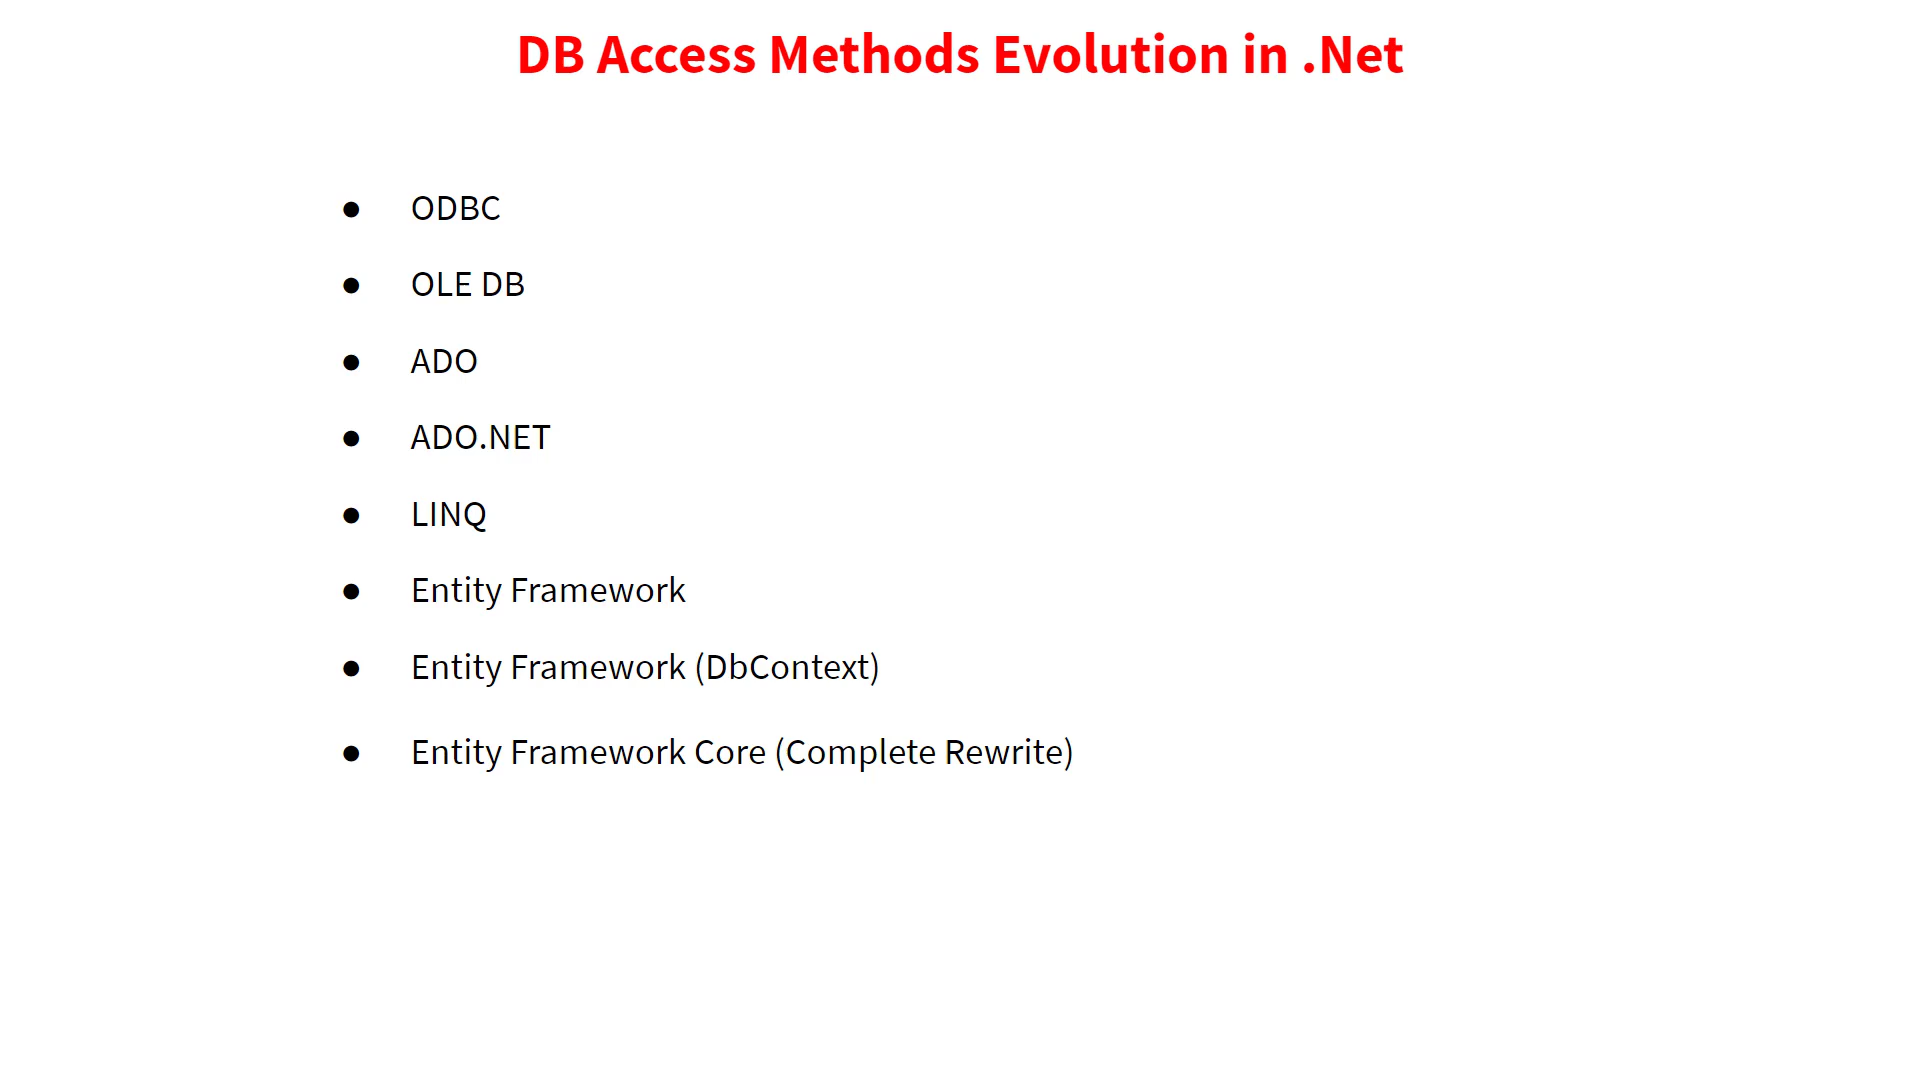 DB Access Methods Evolution in .Net
● ODBC
● OLE DB
● ADO
● ADO.NET
● LINQ
● Entity Framework
● Entity Framework (DbContext)
● Entity Framework Core (Complete Rewrite)